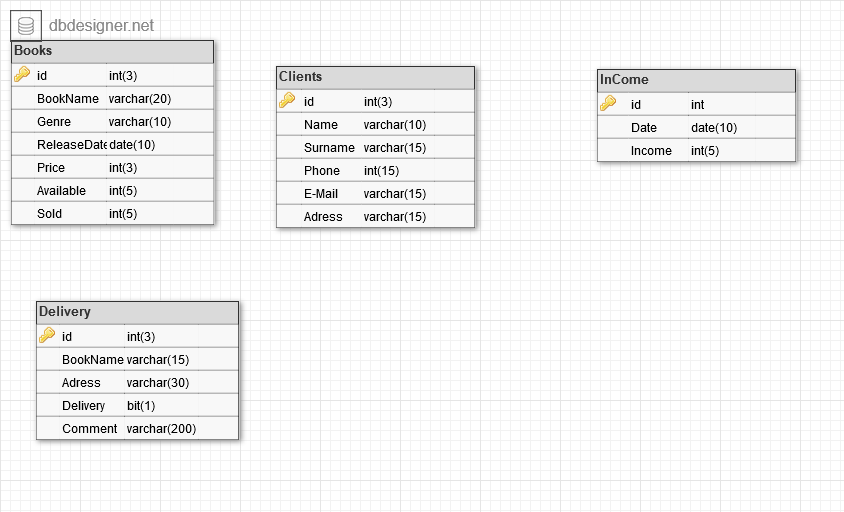 dbdesigner.net
Books
id int(3)
BookName varchar(20)
Genre varchar(10)
ReleaseDate date(10)
Price int(3)
Available int(5)
Sold int(5)
Clients
id int(3)
Name varchar(10)
Surname varchar(15)
Phone int(15)
E-Mail varchar(15)
Adress varchar(15)
InCome
id int
Date date(10)
Income int(5)
Delivery
id int(3)
BookName varchar(15)
Adress varchar(30)
Delivery bit(1)
Comment varchar(200)